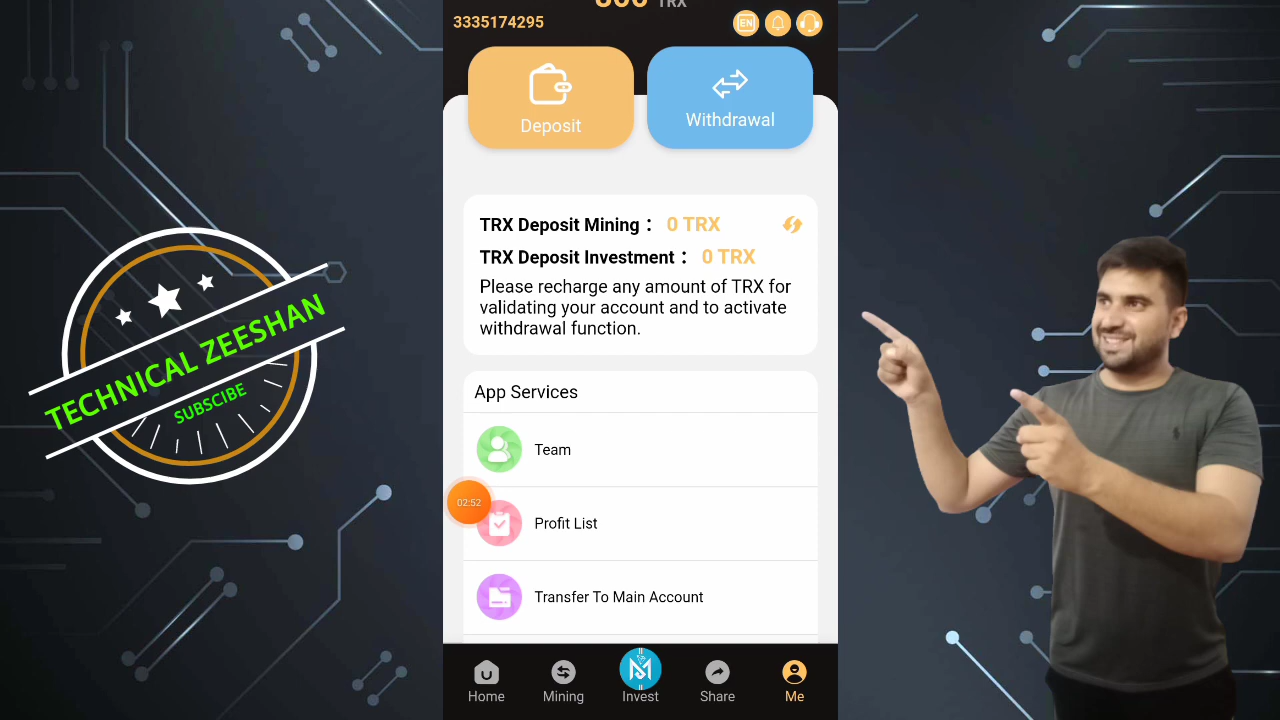 TRX
3335174295
EN
Deposit
Withdrawal
TRX Deposit Mining : 0 TRX
TRX Deposit Investment : 0 TRX
Please recharge any amount of TRX for
validating your account and to activate
withdrawal function.
App Services
Team
02:52
Profit List
Transfer To Main Account
Home
Mining
Invest
Share
Me
TECHNICAL ZEESHAN
SUBSCIBE